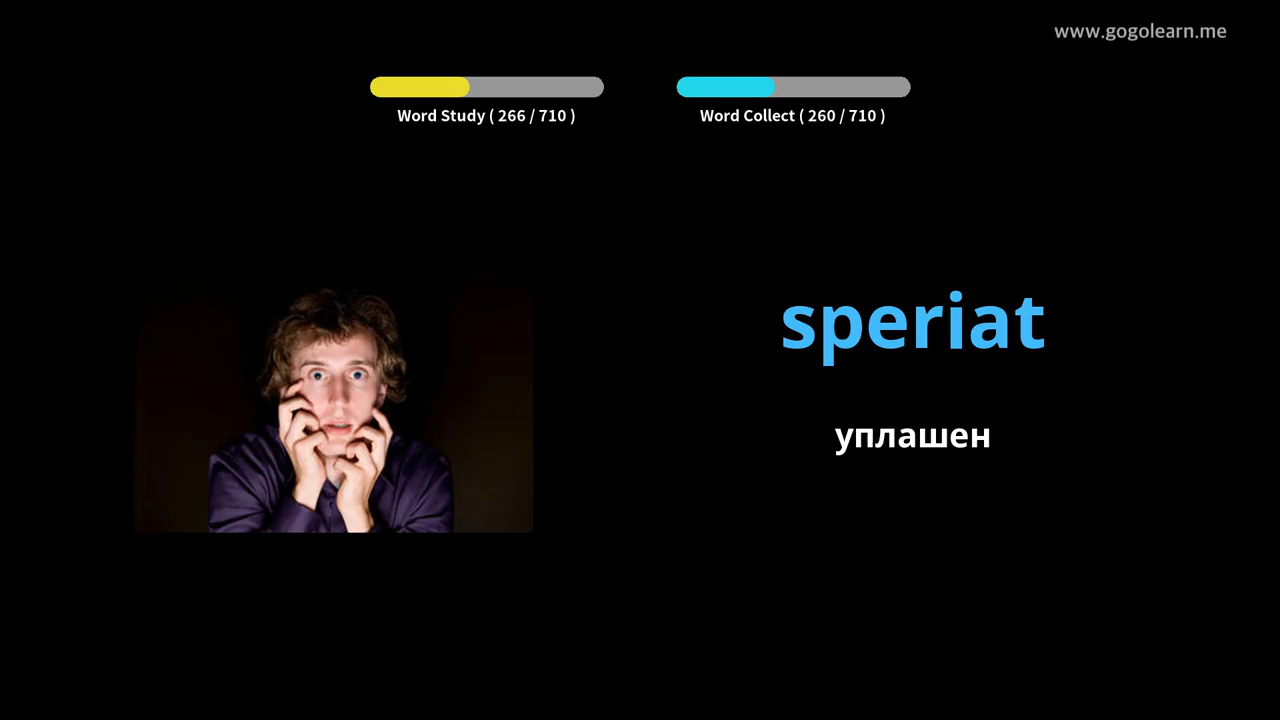 www.gogolearn.me
Word Study ( 266 / 710 )
Word Collect ( 260 / 710 )
speriat
уплашен